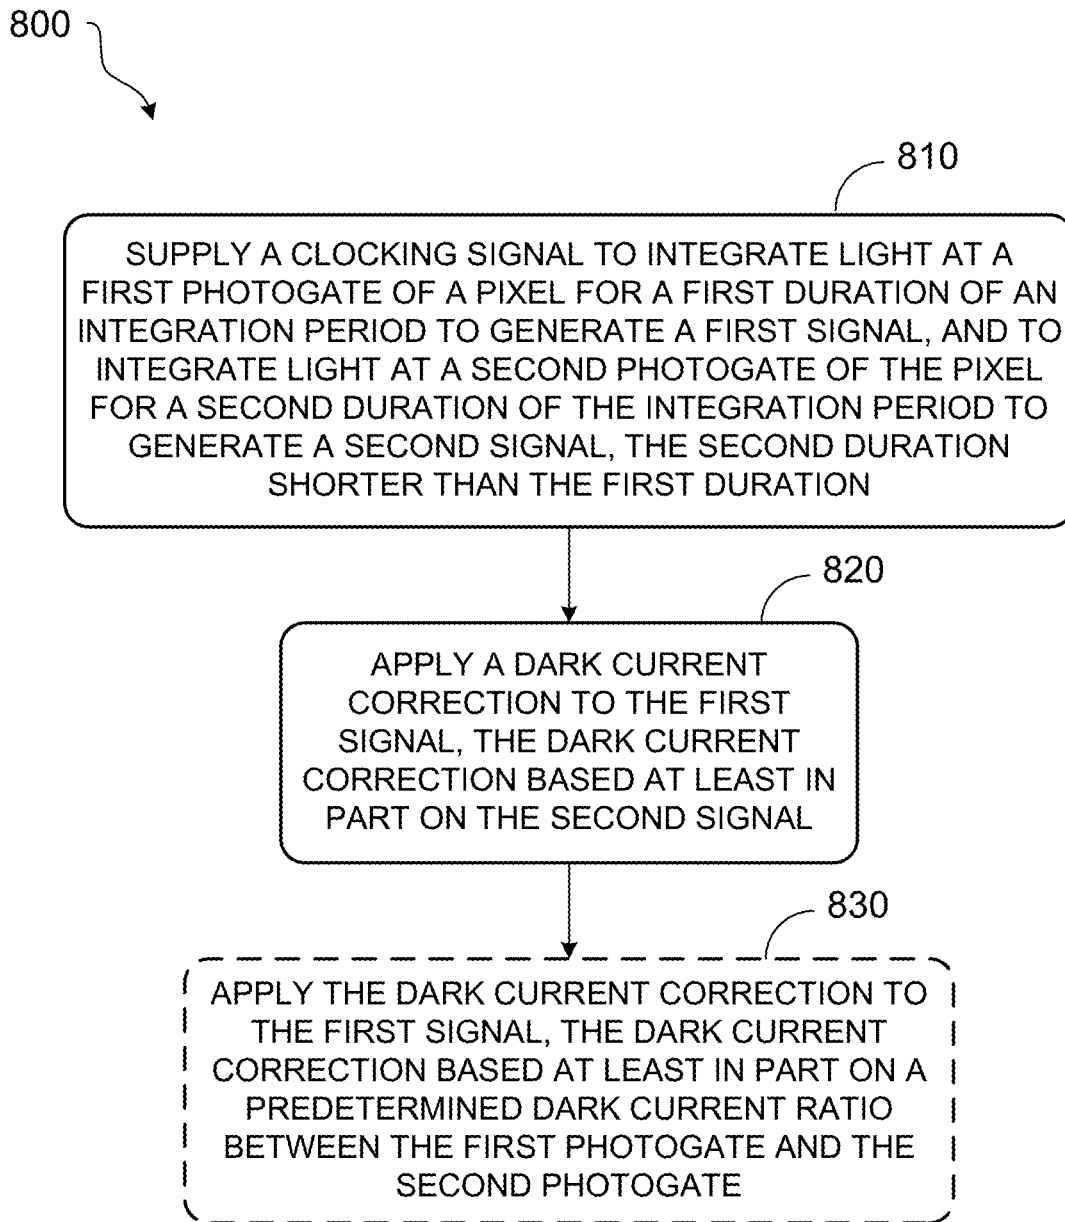 800
810
SUPPLY A CLOCKING SIGNAL TO INTEGRATE LIGHT AT A
FIRST PHOTOGATE OF A PIXEL FOR A FIRST DURATION OF AN
INTEGRATION PERIOD TO GENERATE A FIRST SIGNAL, AND TO
INTEGRATE LIGHT AT A SECOND PHOTOGATE OF THE PIXEL
FOR A SECOND DURATION OF THE INTEGRATION PERIOD TO
GENERATE A SECOND SIGNAL, THE SECOND DURATION
SHORTER THAN THE FIRST DURATION
820
APPLY A DARK CURRENT
CORRECTION TO THE FIRST
SIGNAL, THE DARK CURRENT
CORRECTION BASED AT LEAST IN
PART ON THE SECOND SIGNAL
830
APPLY THE DARK CURRENT CORRECTION TO
THE FIRST SIGNAL, THE DARK CURRENT
CORRECTION BASED AT LEAST IN PART ON A
PREDETERMINED DARK CURRENT RATIO
BETWEEN THE FIRST PHOTOGATE AND THE
SECOND PHOTOGATE